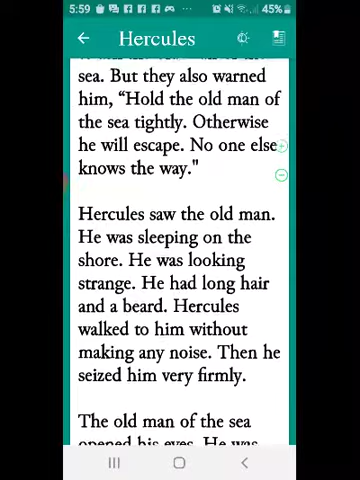 5:59
45%
Hercules
sea. But they also warned
him, “Hold the old man of
the sea tightly. Otherwise
he will escape. No one else
knows the way."
Hercules saw the old man.
He was sleeping on the
shore. He was looking
strange. He had long hair
and a beard. Hercules
walked to him without
making any noise. Then he
seized him very firmly.
The old man of the sea
opened his eyes. He was